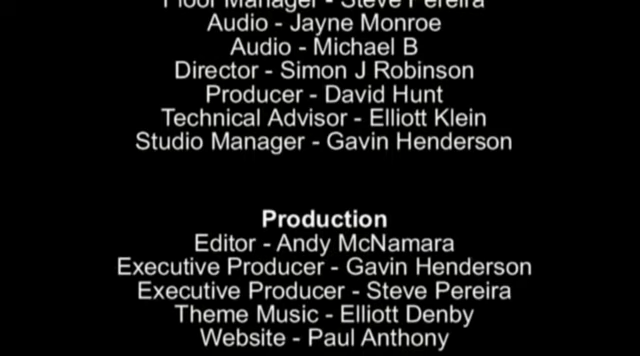 Floor Manager - Steve Pereira
Audio - Jayne Monroe
Audio - Michael B
Director - Simon J Robinson
Producer - David Hunt
Technical Advisor - Elliott Klein
Studio Manager - Gavin Henderson
Production
Editor - Andy McNamara
Executive Producer - Gavin Henderson
Executive Producer - Steve Pereira
Theme Music - Elliott Denby
Website - Paul Anthony